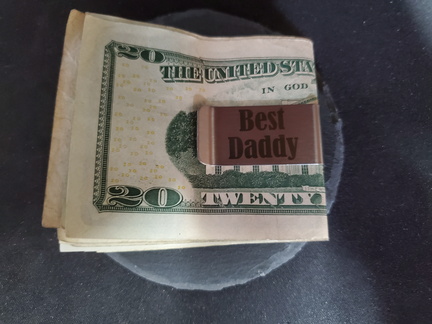 20
THE UNITED STA
IN GOD
Best
Daddy
20
TWENTY